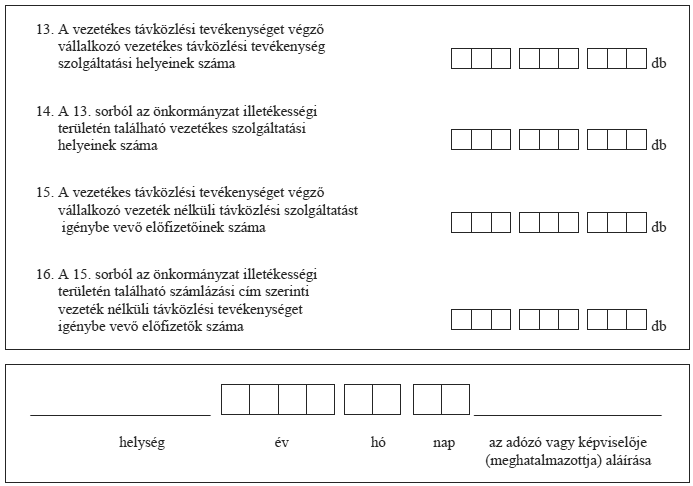 13. A vezetékes távközlési tevékenységet végző
vállalkozó vezetékes távközlési tevékenység
szolgáltatási helyeinek száma
db
14. A 13. sorból az önkormányzat illetékességi
területén található vezetékes szolgáltatási
helyeinek száma
db
15. A vezetékes távközlési tevékenységet végző
vállalkozó vezeték nélküli távközlési szolgáltatást
igénybe vevő előfizetőinek száma
db
16. A 15. sorból az önkormányzat illetékességi
területén található számlázási cím szerinti
vezeték nélküli távközlési tevékenységet
igénybe vevő előfizetők száma
db
helység év hó nap az adózó vagy képviselője
(meghatalmazottja) aláírása